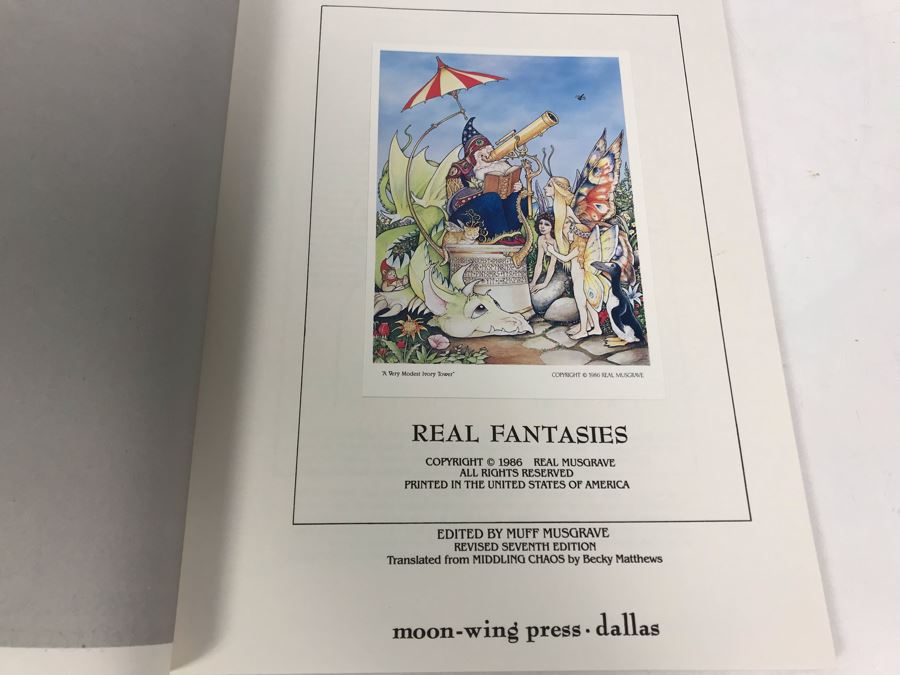 "A Very Modest Ivory Tower"
COPYRIGHT © 1986 REAL MUSGRAVE
REAL FANTASIES
COPYRIGHT © 1986 REAL MUSGRAVE
ALL RIGHTS RESERVED
PRINTED IN THE UNITED STATES OF AMERICA
EDITED BY MUFF MUSGRAVE
REVISED SEVENTH EDITION
Translated from MIDDLING CHAOS by Becky Matthews
moon-wing press · dallas